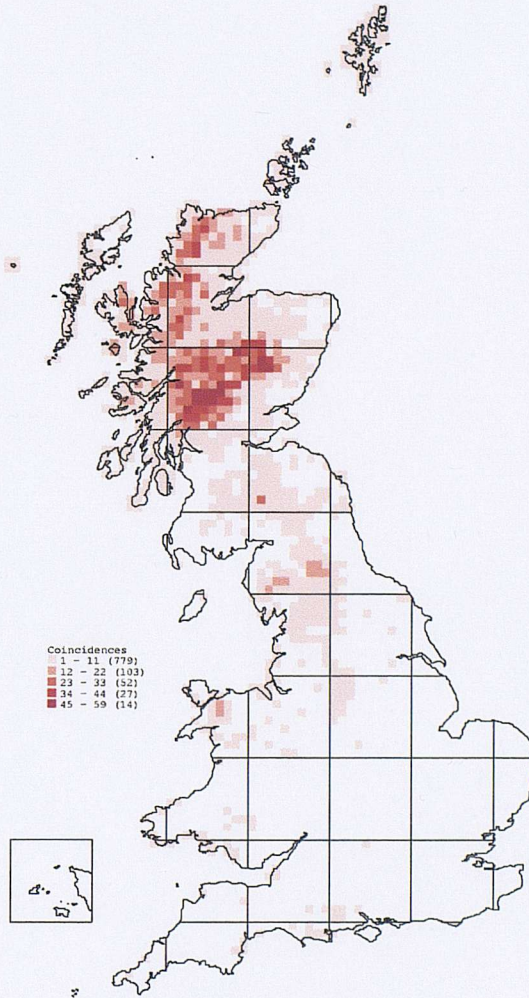 Coincidences
1 - 11 (779)
12 - 22 (103)
23 - 33 (52)
34 - 44 (27)
45 - 59 (14)